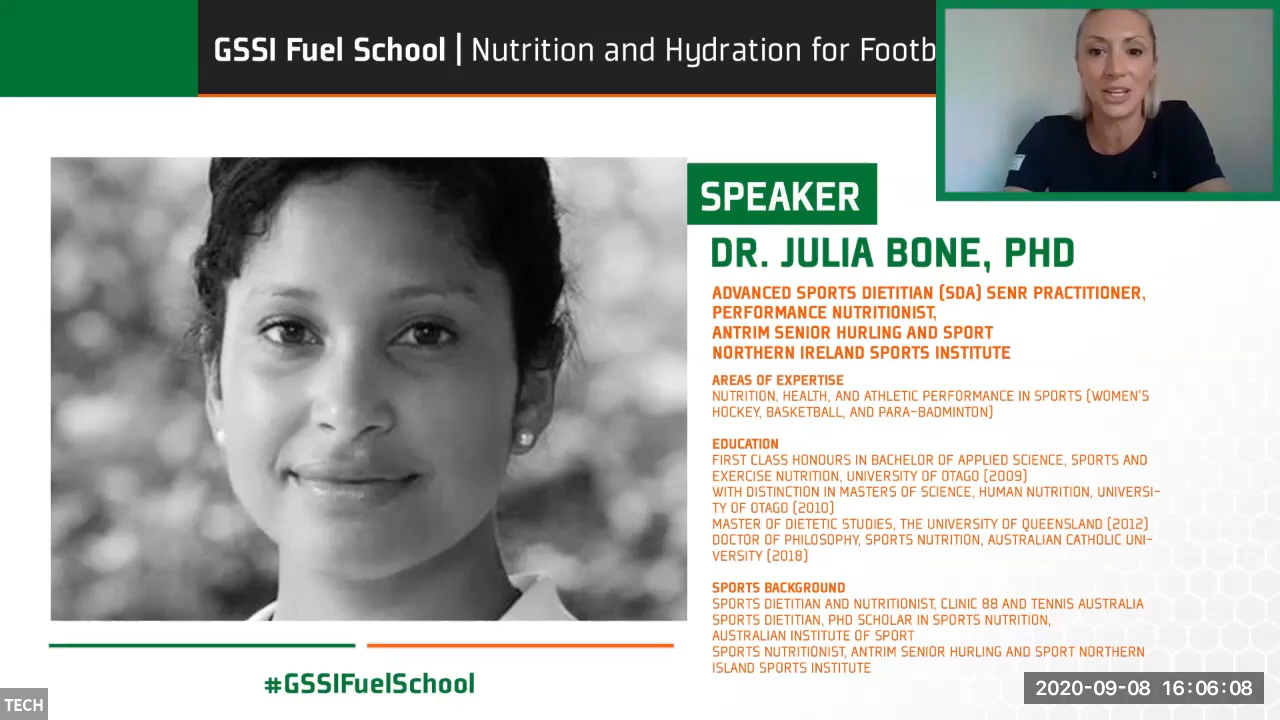 GSSI Fuel School | Nutrition and Hydration for Footb
SPEAKER
DR. JULIA BONE, PHD
ADVANCED SPORTS DIETITIAN (SDA) SENR PRACTITIONER,
PERFORMANCE NUTRITIONIST,
ANTRIM SENIOR HURLING AND SPORT
NORTHERN IRELAND SPORTS INSTITUTE
AREAS OF EXPERTISE
NUTRITION, HEALTH, AND ATHLETIC PERFORMANCE IN SPORTS (WOMEN'S
HOCKEY, BASKETBALL, AND PARA-BADMINTON)
EDUCATION
FIRST CLASS HONOURS IN BACHELOR OF APPLIED SCIENCE, SPORTS AND
EXERCISE NUTRITION, UNIVERSITY OF OTAGO (2009)
WITH DISTINCTION IN MASTERS OF SCIENCE, HUMAN NUTRITION, UNIVERSI-
TY OF OTAGO (2010)
MASTER OF DIETETIC STUDIES, THE UNIVERSITY OF QUEENSLAND (2012)
DOCTOR OF PHILOSOPHY, SPORTS NUTRITION, AUSTRALIAN CATHOLIC UNI-
VERSITY (2018)
SPORTS BACKGROUND
SPORTS DIETITIAN AND NUTRITIONIST, CLINIC 88 AND TENNIS AUSTRALIA
SPORTS DIETITIAN, PHD SCHOLAR IN SPORTS NUTRITION,
AUSTRALIAN INSTITUTE OF SPORT
SPORTS NUTRITIONIST, ANTRIM SENIOR HURLING AND SPORT NORTHERN
ISLAND SPORTS INSTITUTE
#GSSIFuelSchool
2020-09-08 16:06:08
TECH